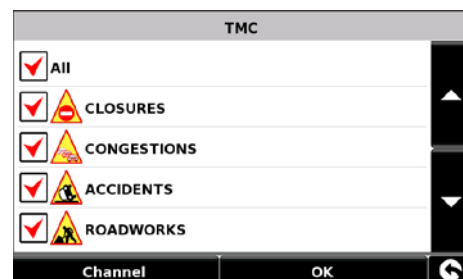 TMC
All
CLOSURES
CONGESTIONS
ACCIDENTS
ROADWORKS
Channel OK